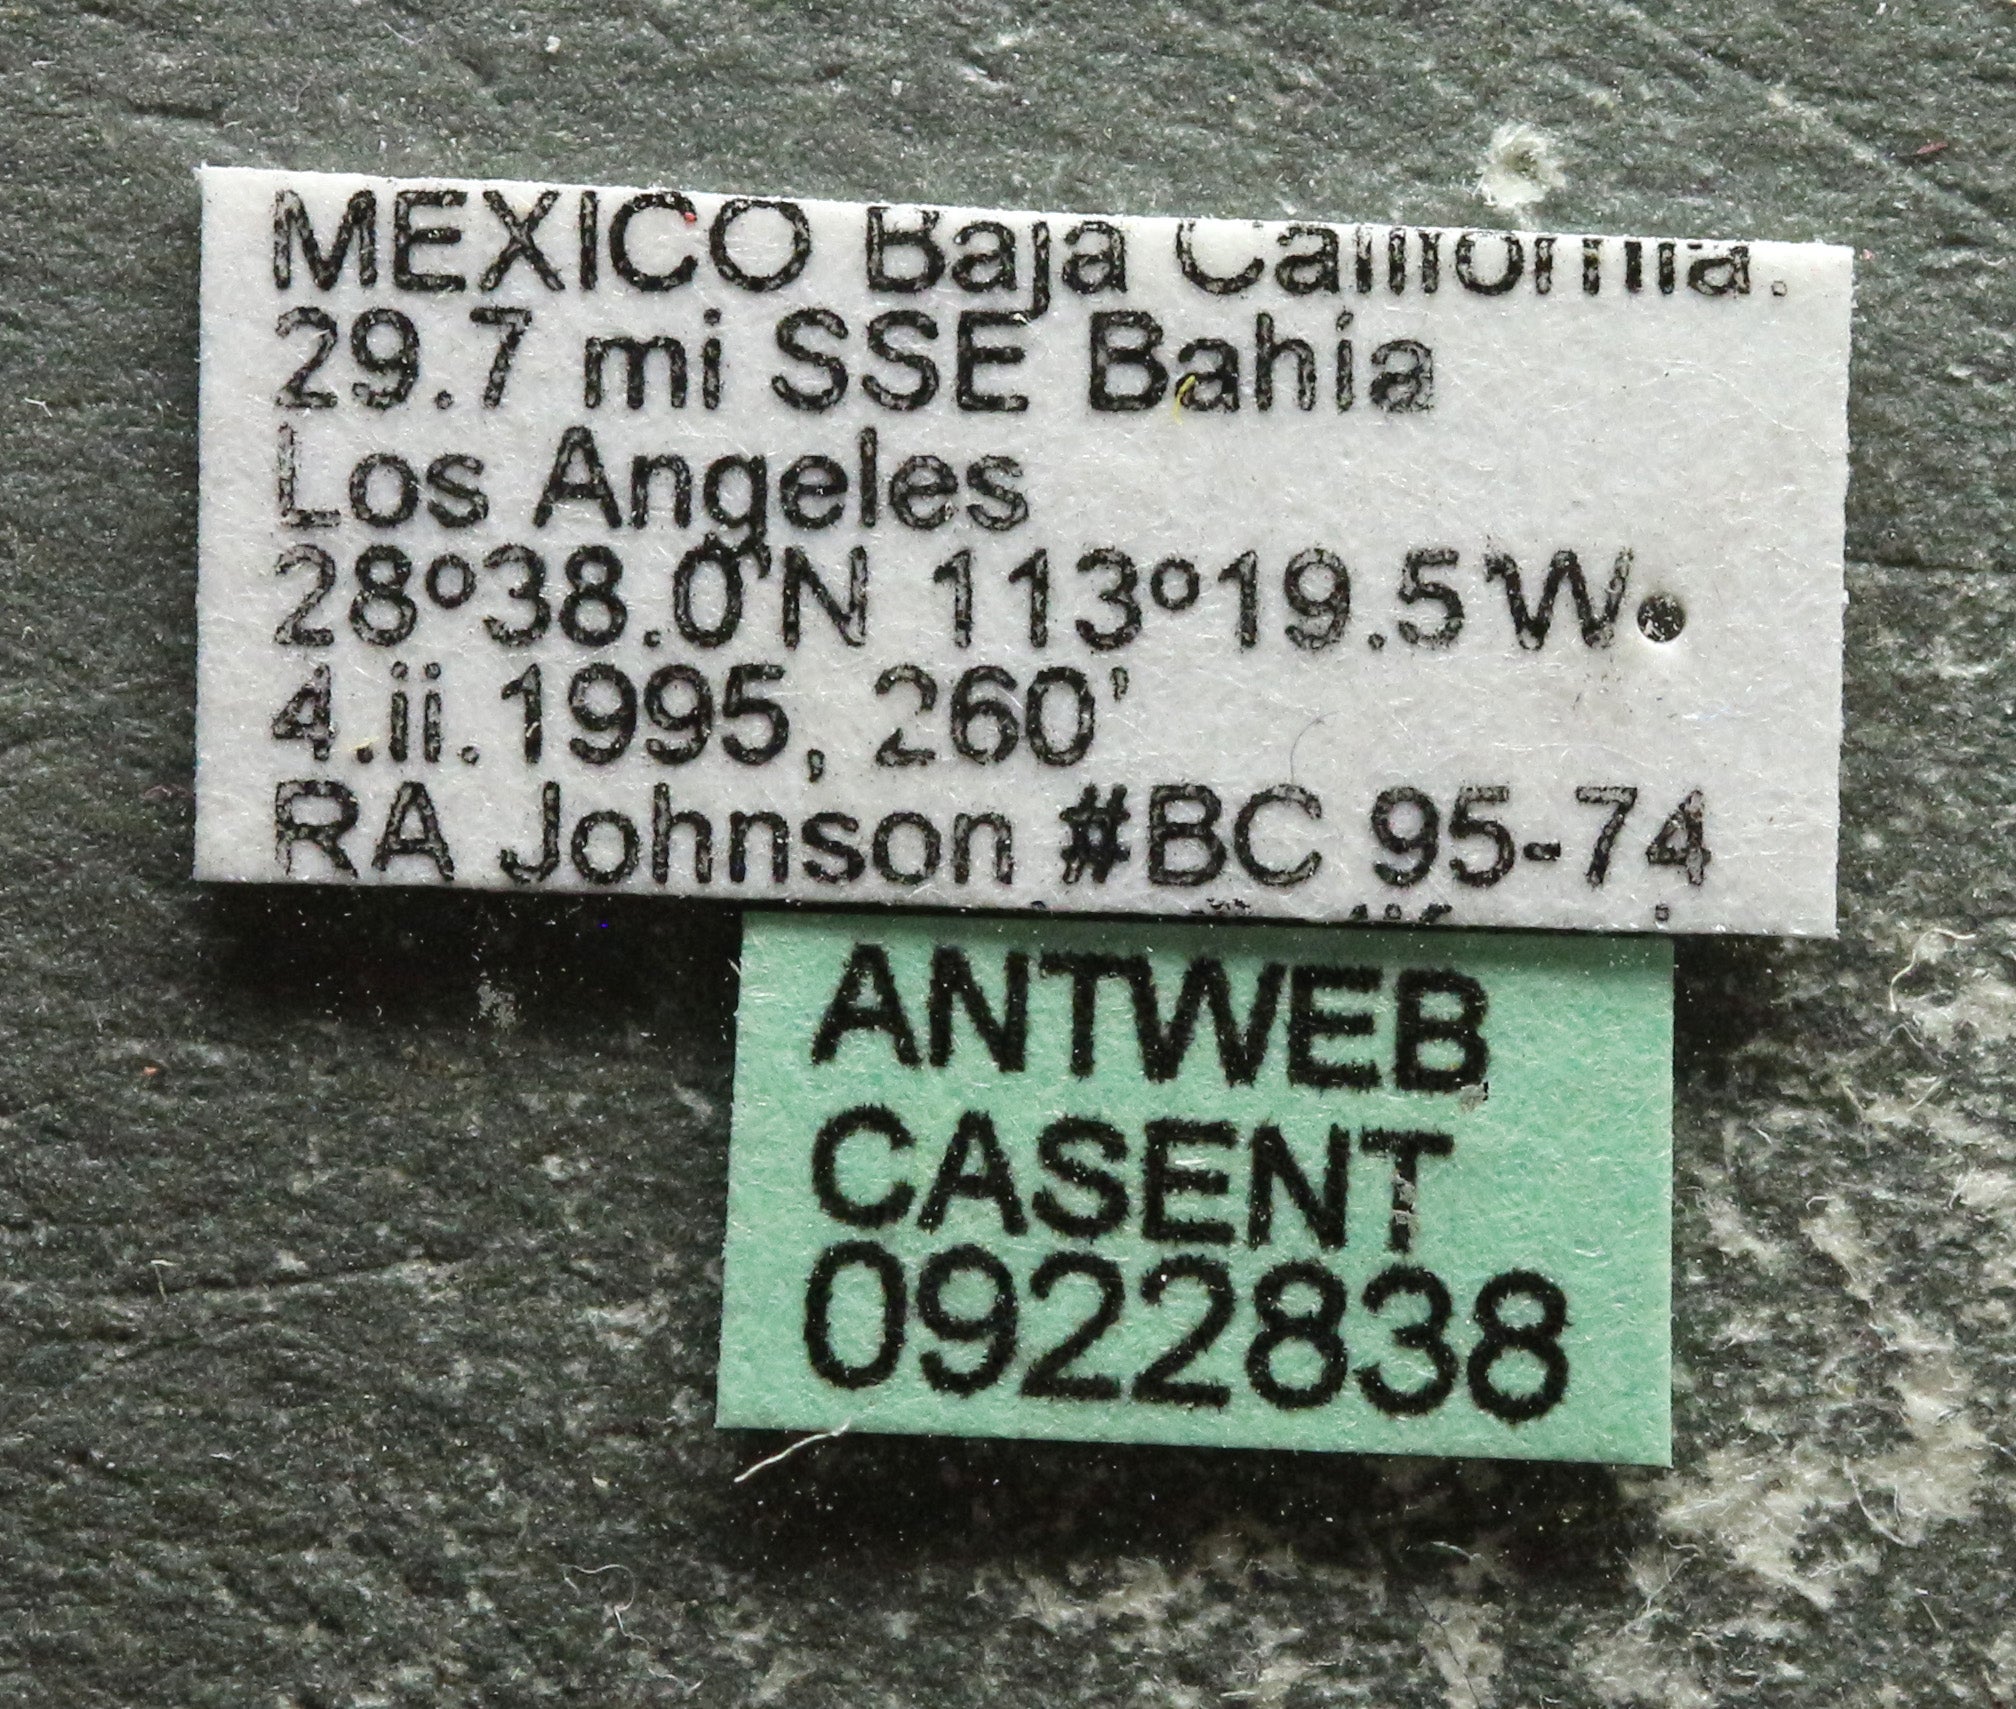 MEXICO Baja California.
29.7 mi SSE Bahia
Los Angeles
28°38.0'N 113°19.5'W
4.ii.1995, 260'
RA Johnson #BC 95-74
ANTWEB
CASENT
0922838